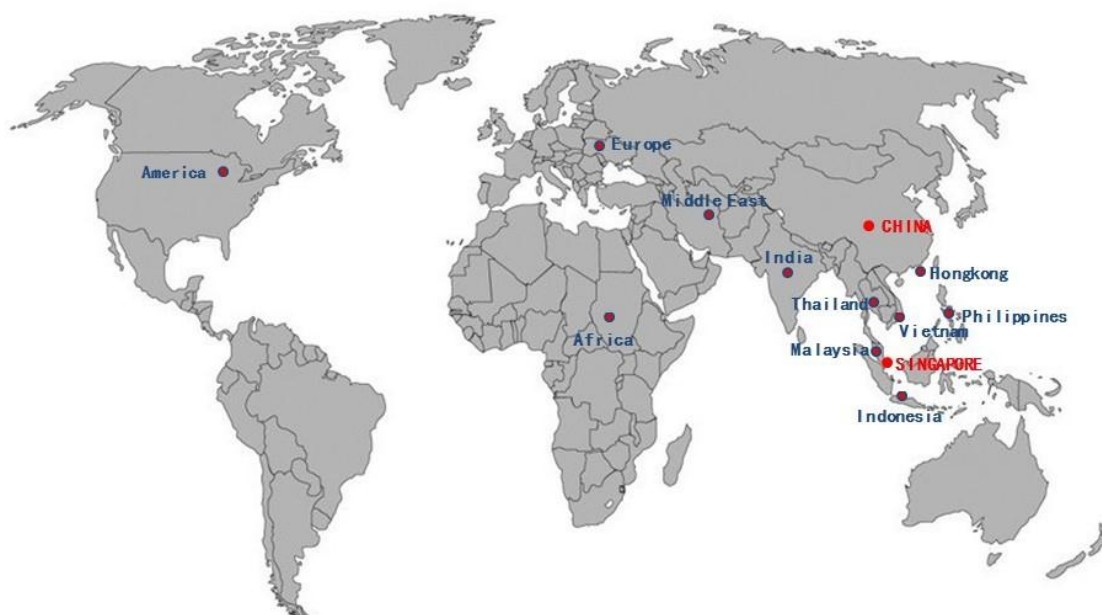 Europe
America
Middle East
CHINA
India
Hongkong
Thailand
Philippines
Vietnam
Africa
Malaysia
SINGAPORE
Indonesia